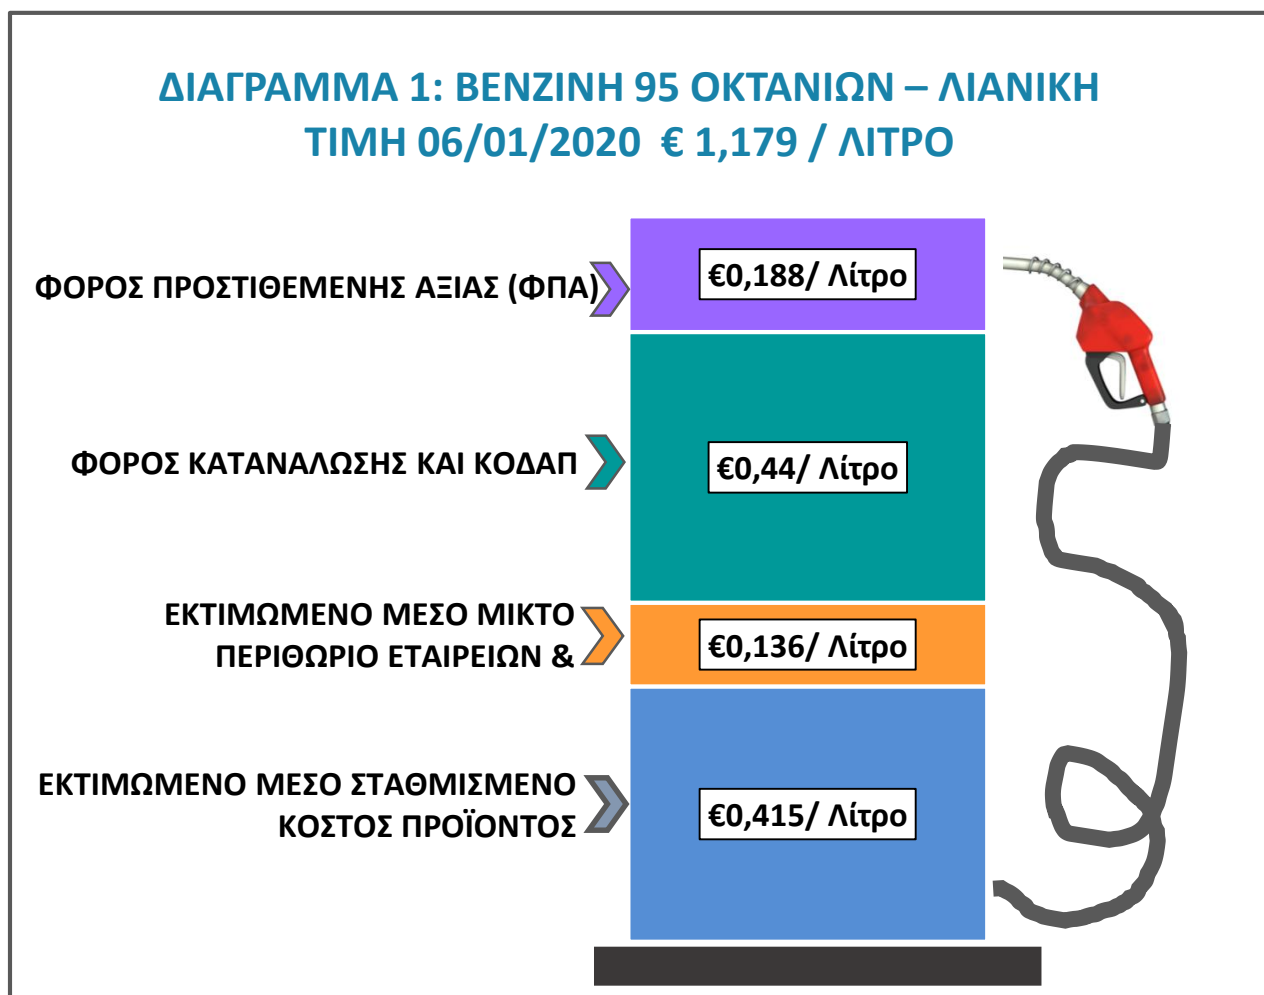 ΔΙΑΓΡΑΜΜΑ 1: ΒΕΝΖΙΝΗ 95 ΟΚΤΑΝΙΩΝ – ΛΙΑΝΙΚΗ
ΤΙΜΗ 06/01/2020 € 1,179 / ΛΙΤΡΟ
€0,188/ Λίτρο
ΦΟΡΟΣ ΠΡΟΣΤΙΘΕΜΕΝΗΣ ΑΞΙΑΣ (ΦΠΑ)
ΦΟΡΟΣ ΚΑΤΑΝΑΛΩΣΗΣ ΚΑΙ ΚΟΔΑΠ
€0,44/ Λίτρο
ΕΚΤΙΜΩΜΕΝΟ ΜΕΣΟ ΜΙΚΤΟ
ΠΕΡΙΘΩΡΙΟ ΕΤΑΙΡΕΙΩΝ &
€0,136/ Λίτρο
ΕΚΤΙΜΩΜΕΝΟ ΜΕΣΟ ΣΤΑΘΜΙΣΜΕΝΟ
ΚΟΣΤΟΣ ΠΡΟΪΟΝΤΟΣ
€0,415/ Λίτρο